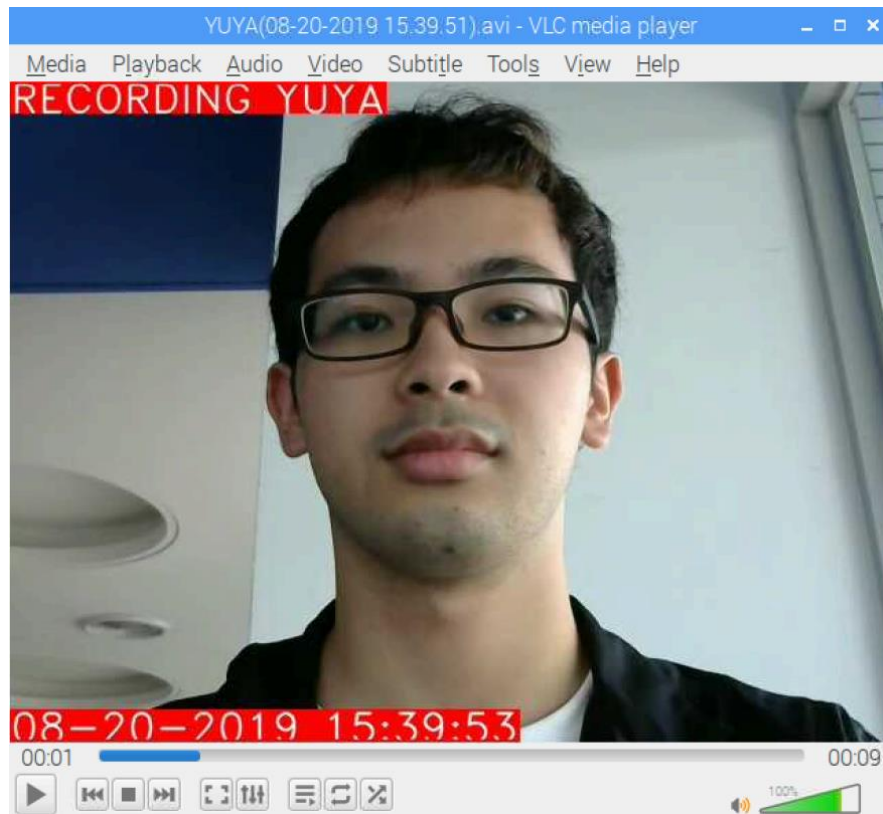 YUYA(08-20-2019 15.39.51).avi - VLC media player
Media Playback Audio Video Subtitle Tools View Help
RECORDING YUYA
08-20-2019 15:39:53
00:01 00:09
100%